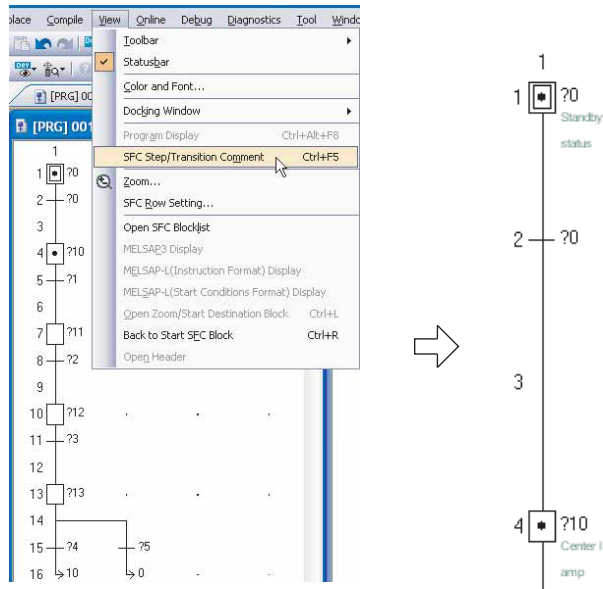 place Compile View Online Debug Diagnostics Tool Windo
Toolbar
Statusbar
Color and Font...
Docking Window
Program Display Ctrl+Alt+F6
SFC Step/Transition Comment Ctrl+F5
Zoom...
SFC Row Setting...
Open SFC Blocklist
MELSAP3 Display
MELSAP-L(Instruction Format) Display
MELSAP-L(Start Conditions Format) Display
Open Zoom/Start Destination Block Ctrl+L
Back to Start SFC Block Ctrl+R
Open Header
[PRG] 00
[PRG] 001
1
1 ?0
2 ?0
3
4 ?10
5 ?1
6
7 ?11
8 ?2
9
10 ?12
11 ?3
12
13 ?13
14
15 ?4 ?5
16 10 0
1
1 ?0
Standby
status
2 ?0
3
4 ?10
Center l
amp